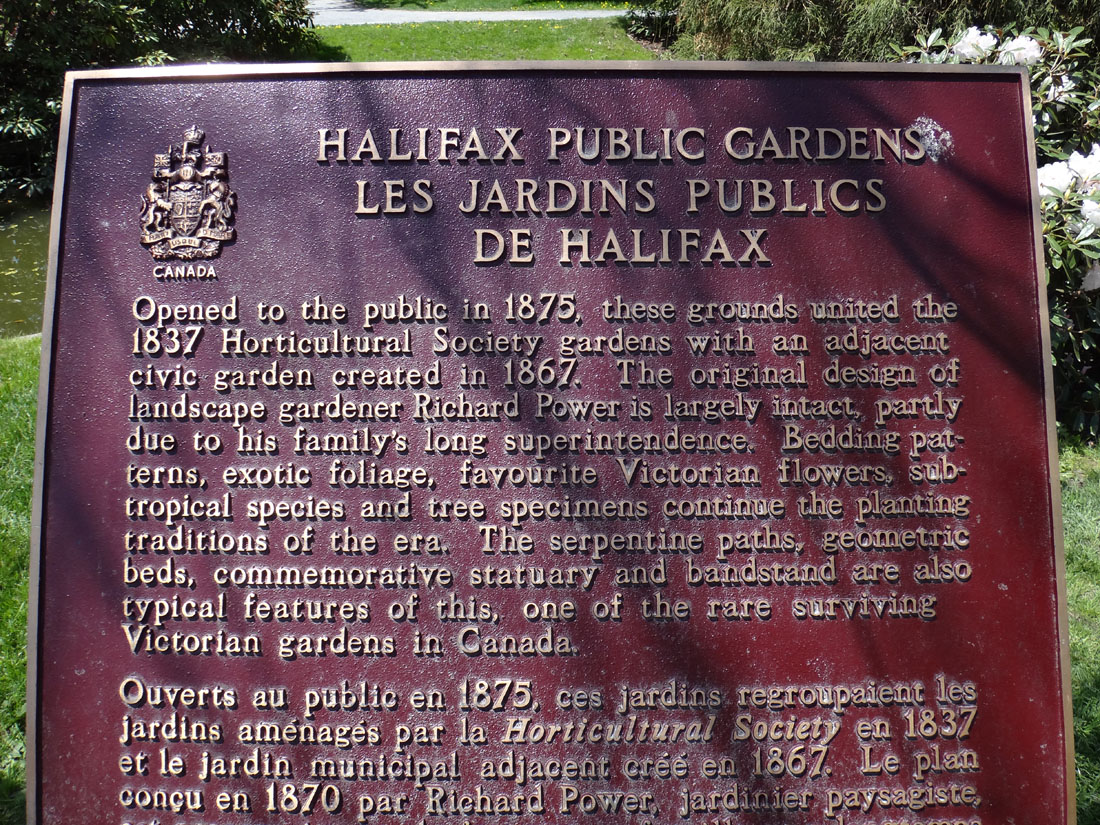 HALIFAX PUBLIC GARDENS
LES JARDINS PUBLICS
DE HALIFAX
CANADA
Opened to the public in 1875, these grounds united the
1837 Horticultural Society gardens with an adjacent
civic garden created in 1867. The original design of
landscape gardener Richard Power is largely intact, partly
due to his family's long superintendence. Bedding pat-
terns, exotic foliage, favourite Victorian flowers, sub-
tropical species and tree specimens continue the planting
traditions of the era. The serpentine paths, geometric
beds, commemorative statuary and bandstand are also
typical features of this, one of the rare surviving
Victorian gardens in Canada.
Ouverts au public en 1875, ces jardins regroupaient les
jardins aménagés par la Horticultural Society en 1837
et le jardin municipal adjacent créé en 1867. Le plan
conçu en 1870 par Richard Power, jardinier paysagiste,